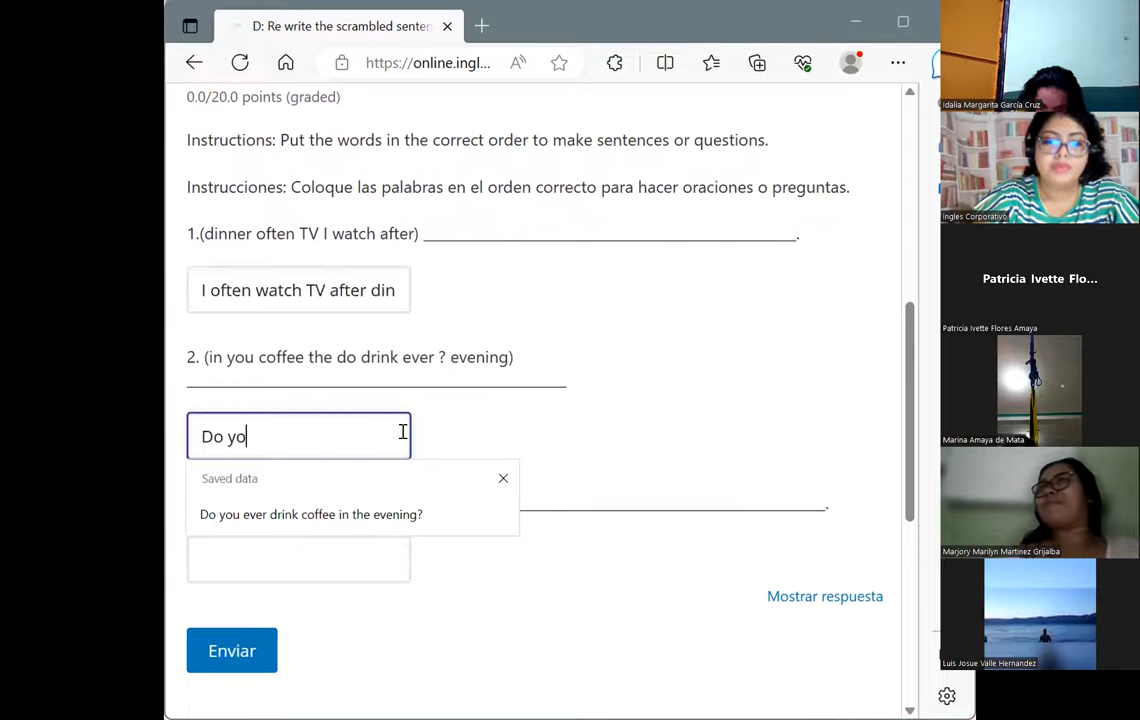 D: Re write the scrambled senten
https://online.ingl...
0.0/20.0 points (graded)
Instructions: Put the words in the correct order to make sentences or questions.
Instrucciones: Coloque las palabras en el orden correcto para hacer oraciones o preguntas.
1.(dinner often TV I watch after) ___.
I often watch TV after din
2. (in you coffee the do drink ever ? evening)
Do yo
Saved data
Do you ever drink coffee in the evening?
Mostrar respuesta
Enviar
Idalia Margarita García Cruz
Ingles Corporativo
Patricia Ivette Flo...
Patricia Ivette Flores Amaya
Marina Amaya de Mata
Marjory Marilyn Martinez Grijalba
Luis Josue Valle Hernandez